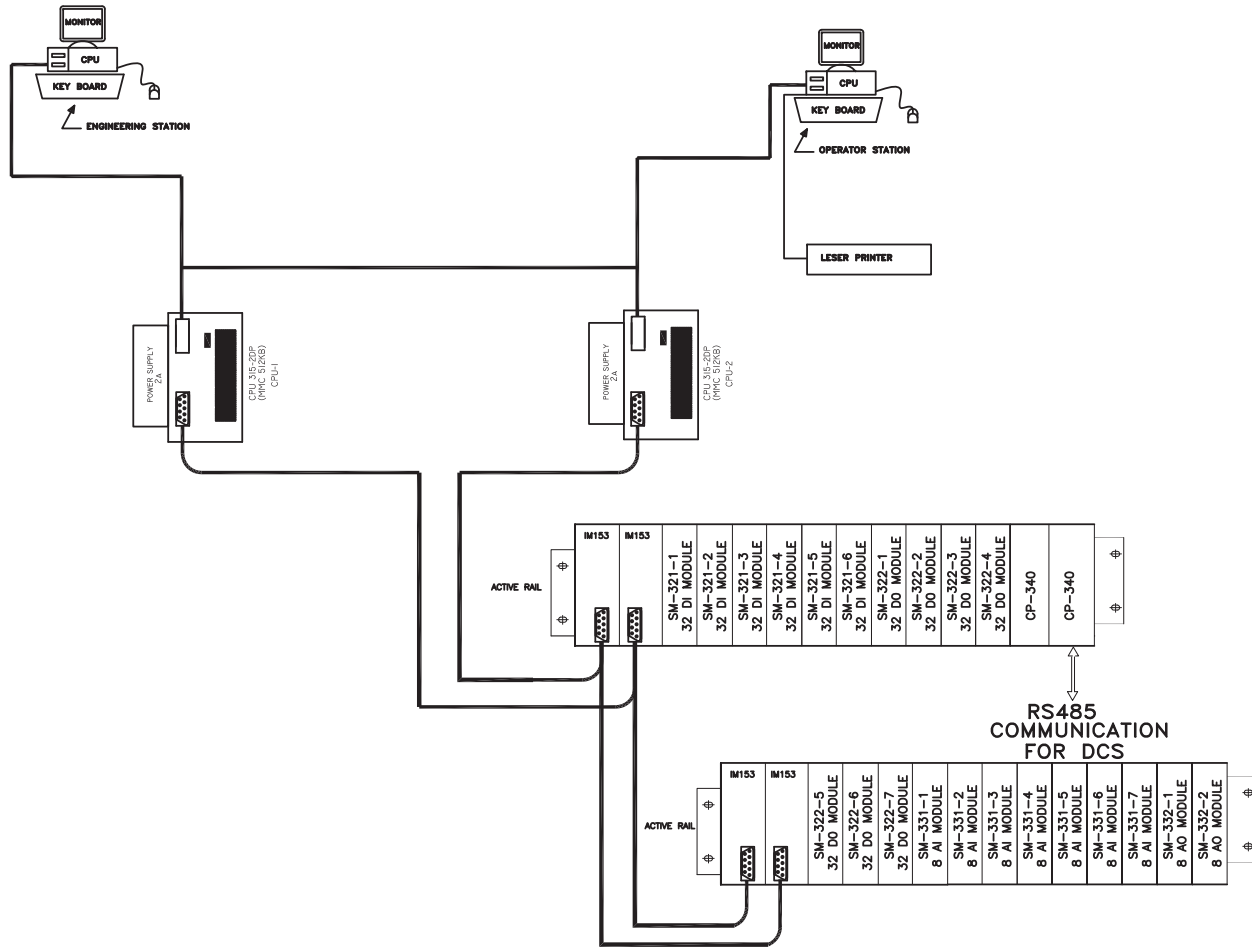 MONITOR
CPU
KEY BOARD
ENGINEERING STATION
MONITOR
CPU
KEY BOARD
OPERATOR STATION
LESER PRINTER
POWER SUPPLY
2A
CPU 315-2DP
(MMC 512KB)
CPU-1
POWER SUPPLY
2A
CPU 315-2DP
(MMC 512KB)
CPU-2
ACTIVE RAIL
IM153
IM153
SM-321-1
32 DI MODULE
SM-321-2
32 DI MODULE
SM-321-3
32 DI MODULE
SM-321-4
32 DI MODULE
SM-321-5
32 DI MODULE
SM-321-6
32 DI MODULE
SM-322-1
32 DO MODULE
SM-322-2
32 DO MODULE
SM-322-3
32 DO MODULE
SM-322-4
32 DO MODULE
CP-340
CP-340
RS485
COMMUNICATION
FOR DCS
ACTIVE RAIL
IM153
IM153
SM-322-5
32 DO MODULE
SM-322-6
32 DO MODULE
SM-322-7
32 DO MODULE
SM-331-1
8 AI MODULE
SM-331-2
8 AI MODULE
SM-331-3
8 AI MODULE
SM-331-4
8 AI MODULE
SM-331-5
8 AI MODULE
SM-331-6
8 AI MODULE
SM-331-7
8 AI MODULE
SM-332-1
8 AO MODULE
SM-332-2
8 AO MODULE